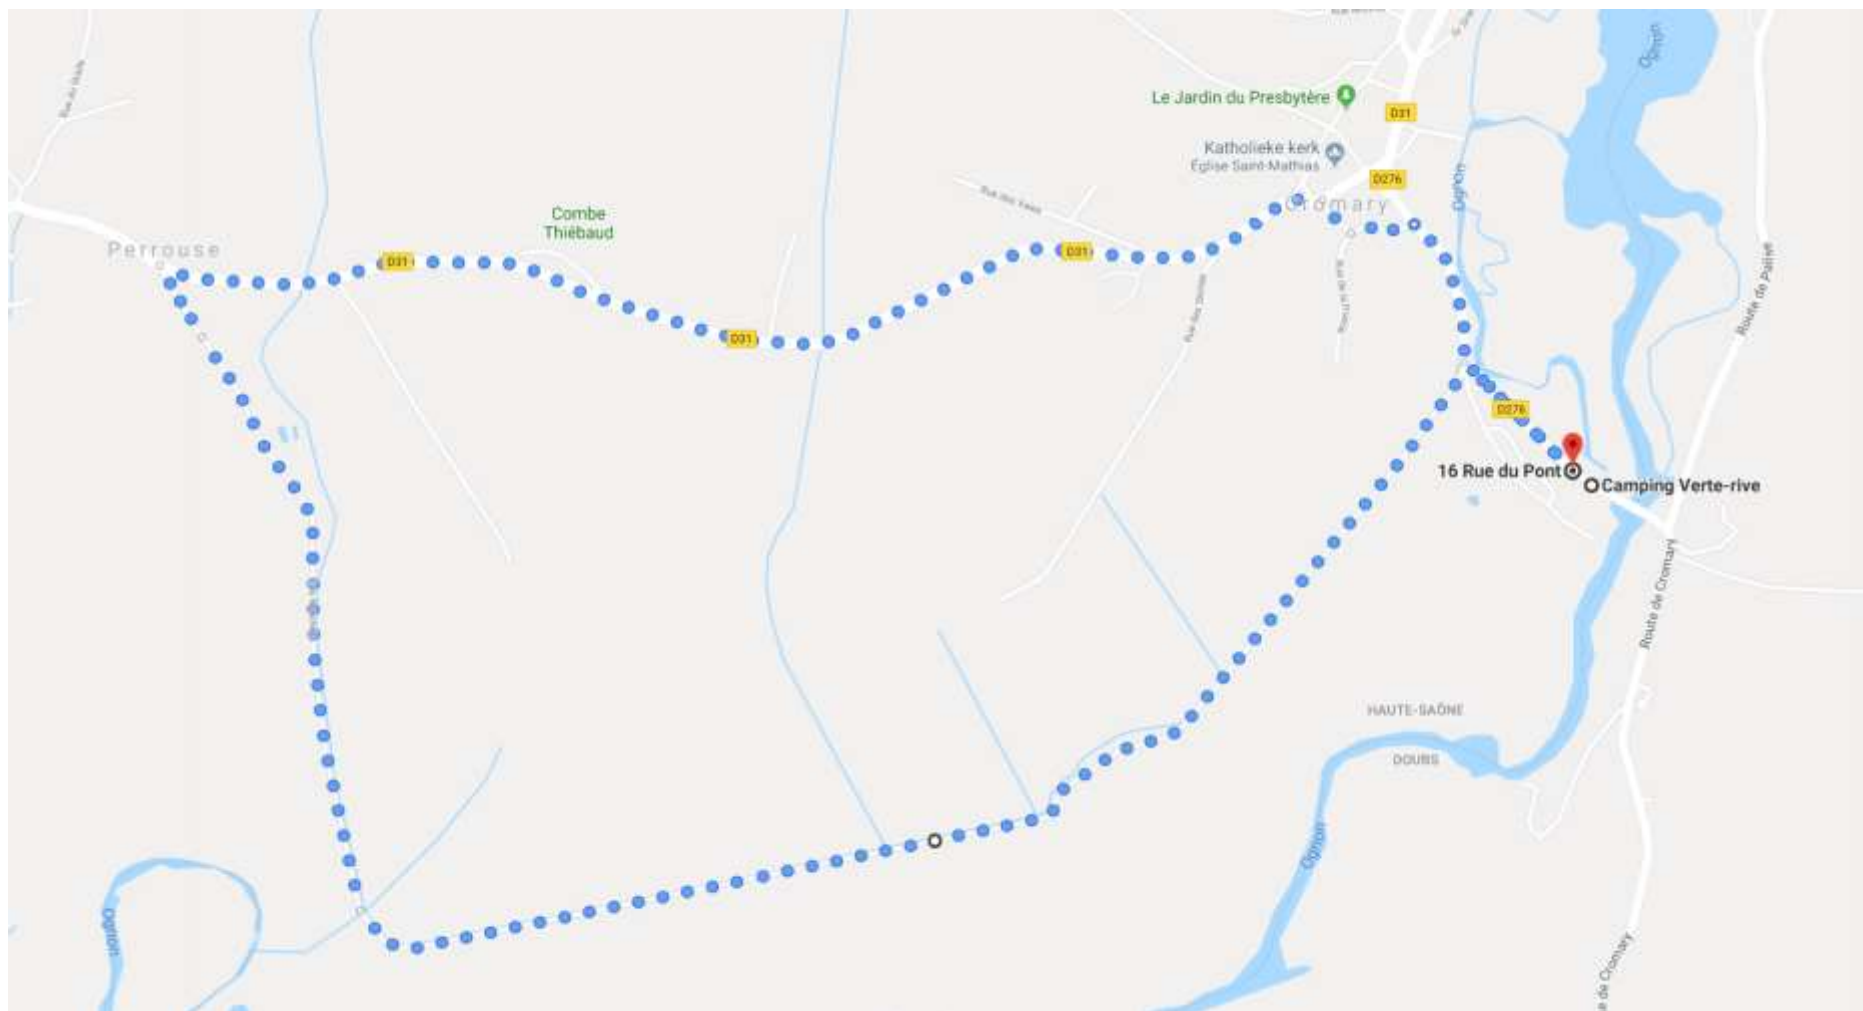 Ognon
Le Jardin du Presbytère
D31
Katholieke kerk
Église Saint-Mathias
D276
Ognon
Cromary
Combe
Thiébaud
Perrouse
D31
D31
D31
Route de Palise
D276
16 Rue du Pont
Camping Verte-rive
Route de Cromary
HAUTE-SAÔNE
DOUBS
Ognon
Ognon
e de Cromary